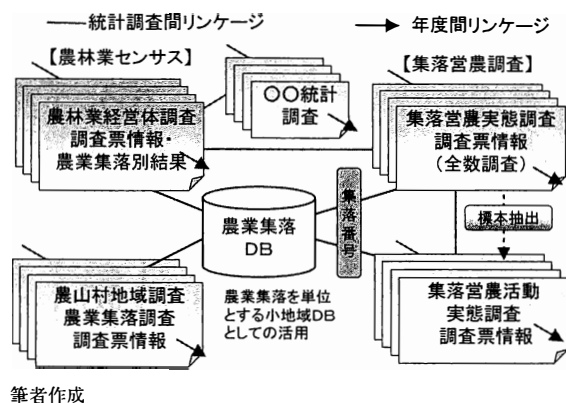 統計調査間リンケージ
年度間リンケージ
【農林業センサス】
【集落営農調査】
○○統計
調査
農林業経営体調査
調査票情報・
農業集落別結果
集落営農実態調査
調査票情報
（全数調査）
農業集落
DB
集落番号
標本抽出
農山村地域調査
農業集落調査
調査票情報
農業集落を単位
とする小地域DB
としての活用
集落営農活動
実態調査
調査票情報
筆者作成